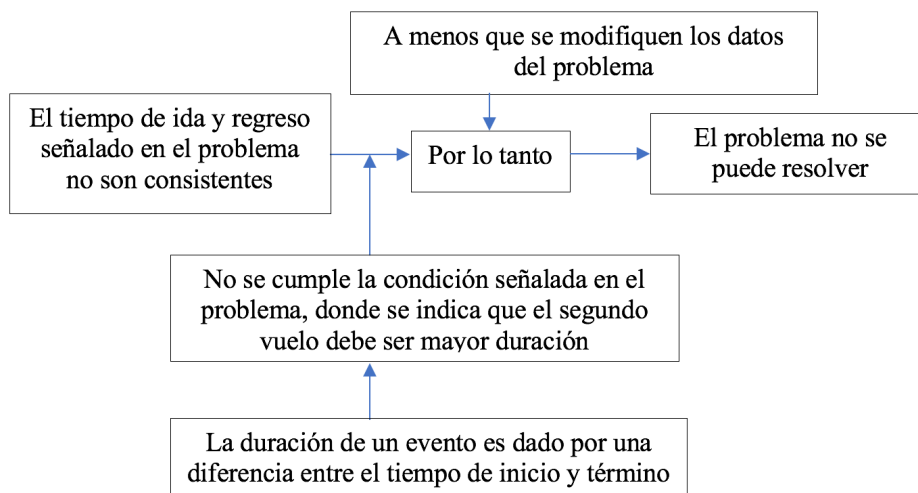 A menos que se modifiquen los datos
del problema
El tiempo de ida y regreso
señalado en el problema
no son consistentes
Por lo tanto
El problema no se
puede resolver
No se cumple la condición señalada en el
problema, donde se indica que el segundo
vuelo debe ser mayor duración
La duración de un evento es dado por una
diferencia entre el tiempo de inicio y término